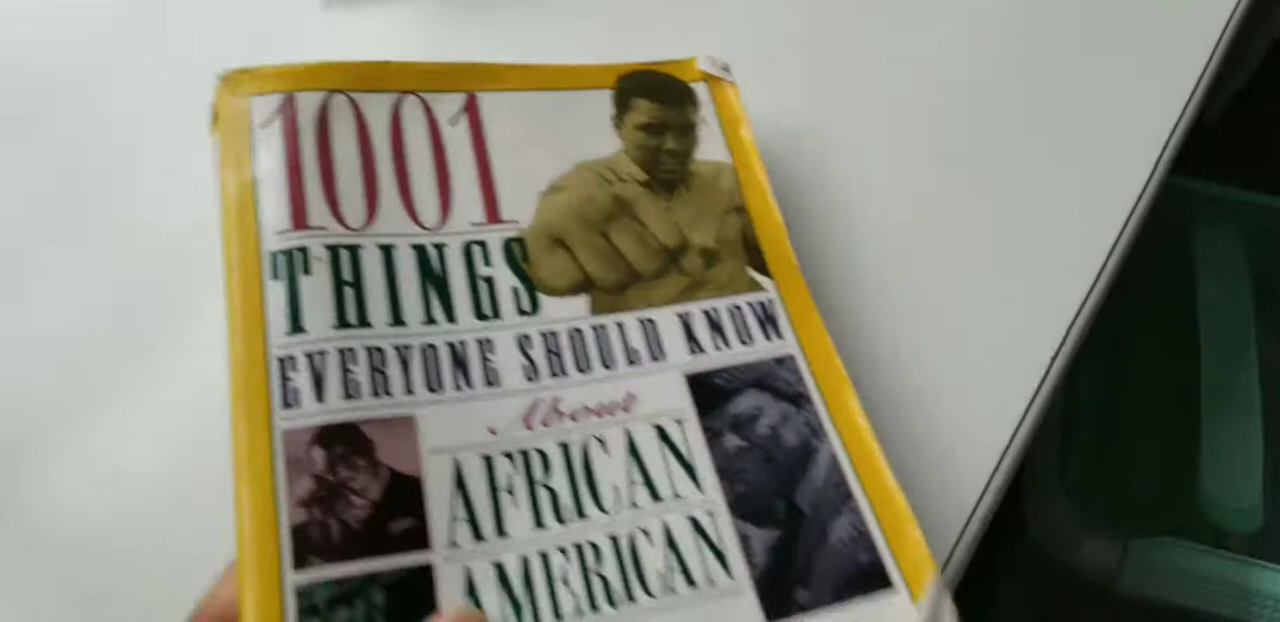 1001
THINGS
EVERYONE SHOULD KNOW
About
AFRICAN
AMERICAN